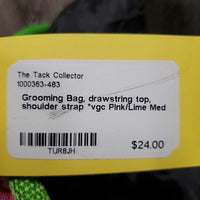 The Tack Collector
1000363-483
Grooming Bag, drawstring top,
shoulder strap *vgc Pink/Lime Med
TUR8JH
$24.00